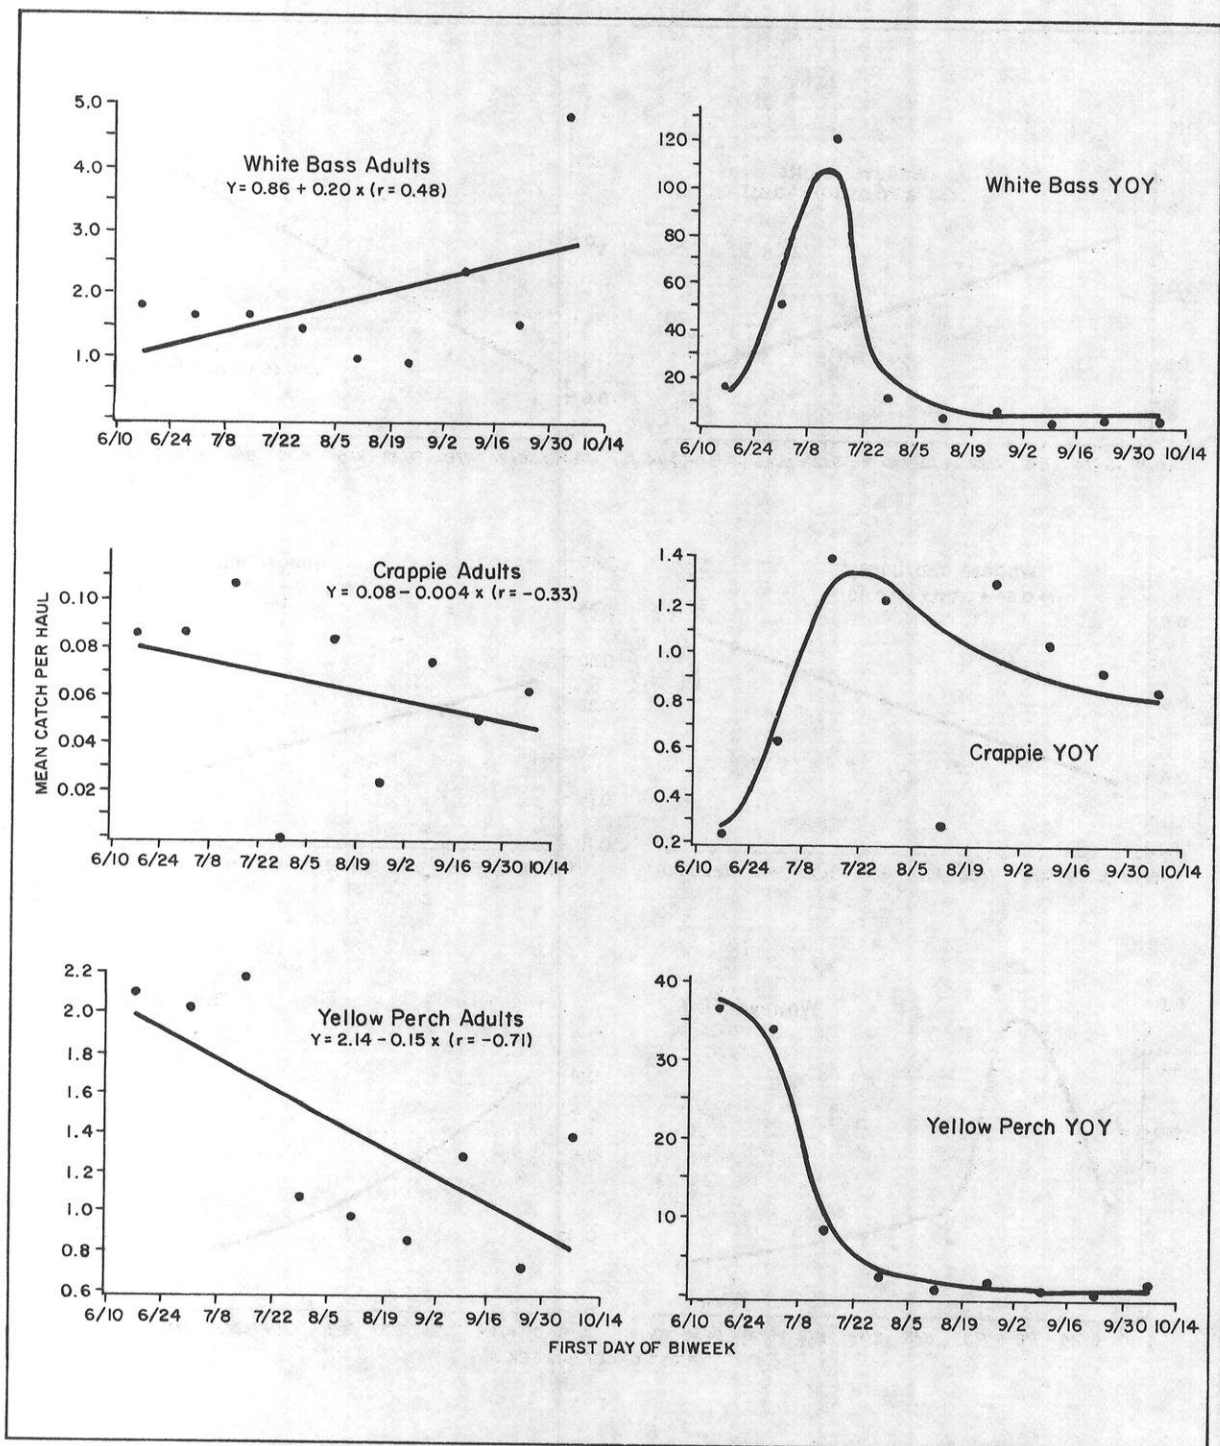 5.0
4.0
3.0
2.0
1.0
White Bass Adults
Y = 0.86 + 0.20 x (r = 0.48)
6/10 6/24 7/8 7/22 8/5 8/19 9/2 9/16 9/30 10/14
120
100
80
60
40
20
White Bass YOY
6/10 6/24 7/8 7/22 8/5 8/19 9/2 9/16 9/30 10/14
MEAN CATCH PER HAUL
0.10
0.08
0.06
0.04
0.02
Crappie Adults
Y = 0.08 - 0.004 x (r = -0.33)
6/10 6/24 7/8 7/22 8/5 8/19 9/2 9/16 9/30 10/14
1.4
1.2
1.0
0.8
0.6
0.4
0.2
Crappie YOY
6/10 6/24 7/8 7/22 8/5 8/19 9/2 9/16 9/30 10/14
2.2
2.0
1.8
1.6
1.4
1.2
1.0
0.8
0.6
Yellow Perch Adults
Y = 2.14 - 0.15 x (r = -0.71)
6/10 6/24 7/8 7/22 8/5 8/19 9/2 9/16 9/30 10/14
40
30
20
10
Yellow Perch YOY
6/10 6/24 7/8 7/22 8/5 8/19 9/2 9/16 9/30 10/14
FIRST DAY OF BIWEEK